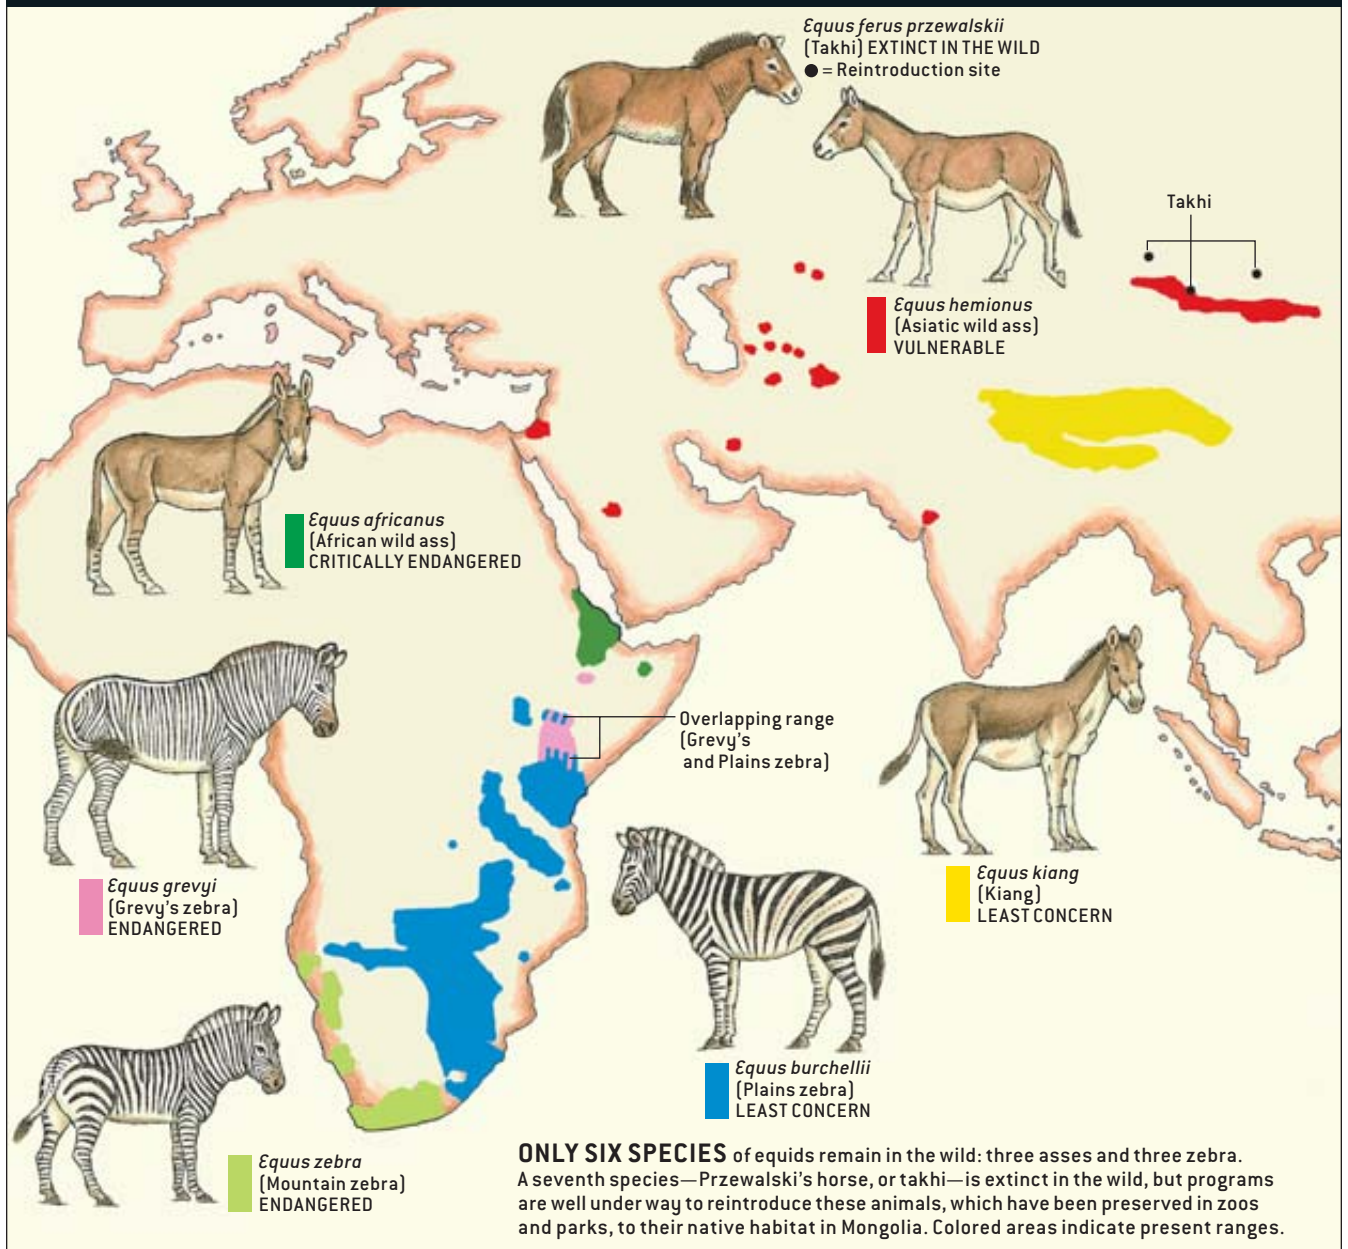 Equus ferus przewalskii
(Takhi) EXTINCT IN THE WILD
● = Reintroduction site
Takhi
Equus hemionus
(Asiatic wild ass)
VULNERABLE
Equus africanus
(African wild ass)
CRITICALLY ENDANGERED
Overlapping range
(Grevy's
and Plains zebra)
Equus grevyi
(Grevy's zebra)
ENDANGERED
Equus kiang
(Kiang)
LEAST CONCERN
Equus burchellii
(Plains zebra)
LEAST CONCERN
Equus zebra
(Mountain zebra)
ENDANGERED
ONLY SIX SPECIES of equids remain in the wild: three asses and three zebra.
A seventh species—Przewalski's horse, or takhi—is extinct in the wild, but programs
are well under way to reintroduce these animals, which have been preserved in zoos
and parks, to their native habitat in Mongolia. Colored areas indicate present ranges.